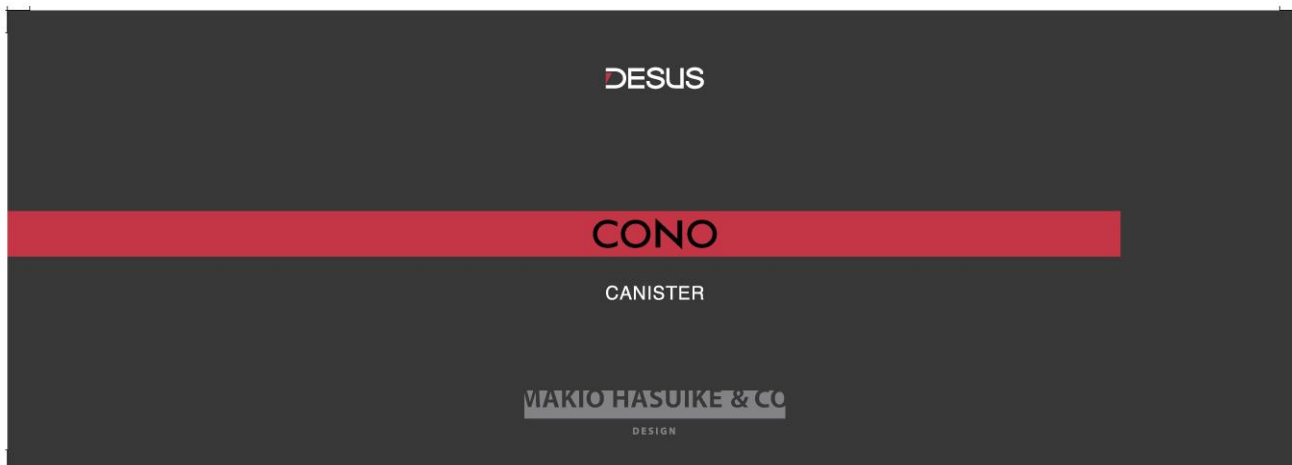 DESUS
CONO
CANISTER
MAKIO HASUIKE & CO
DESIGN